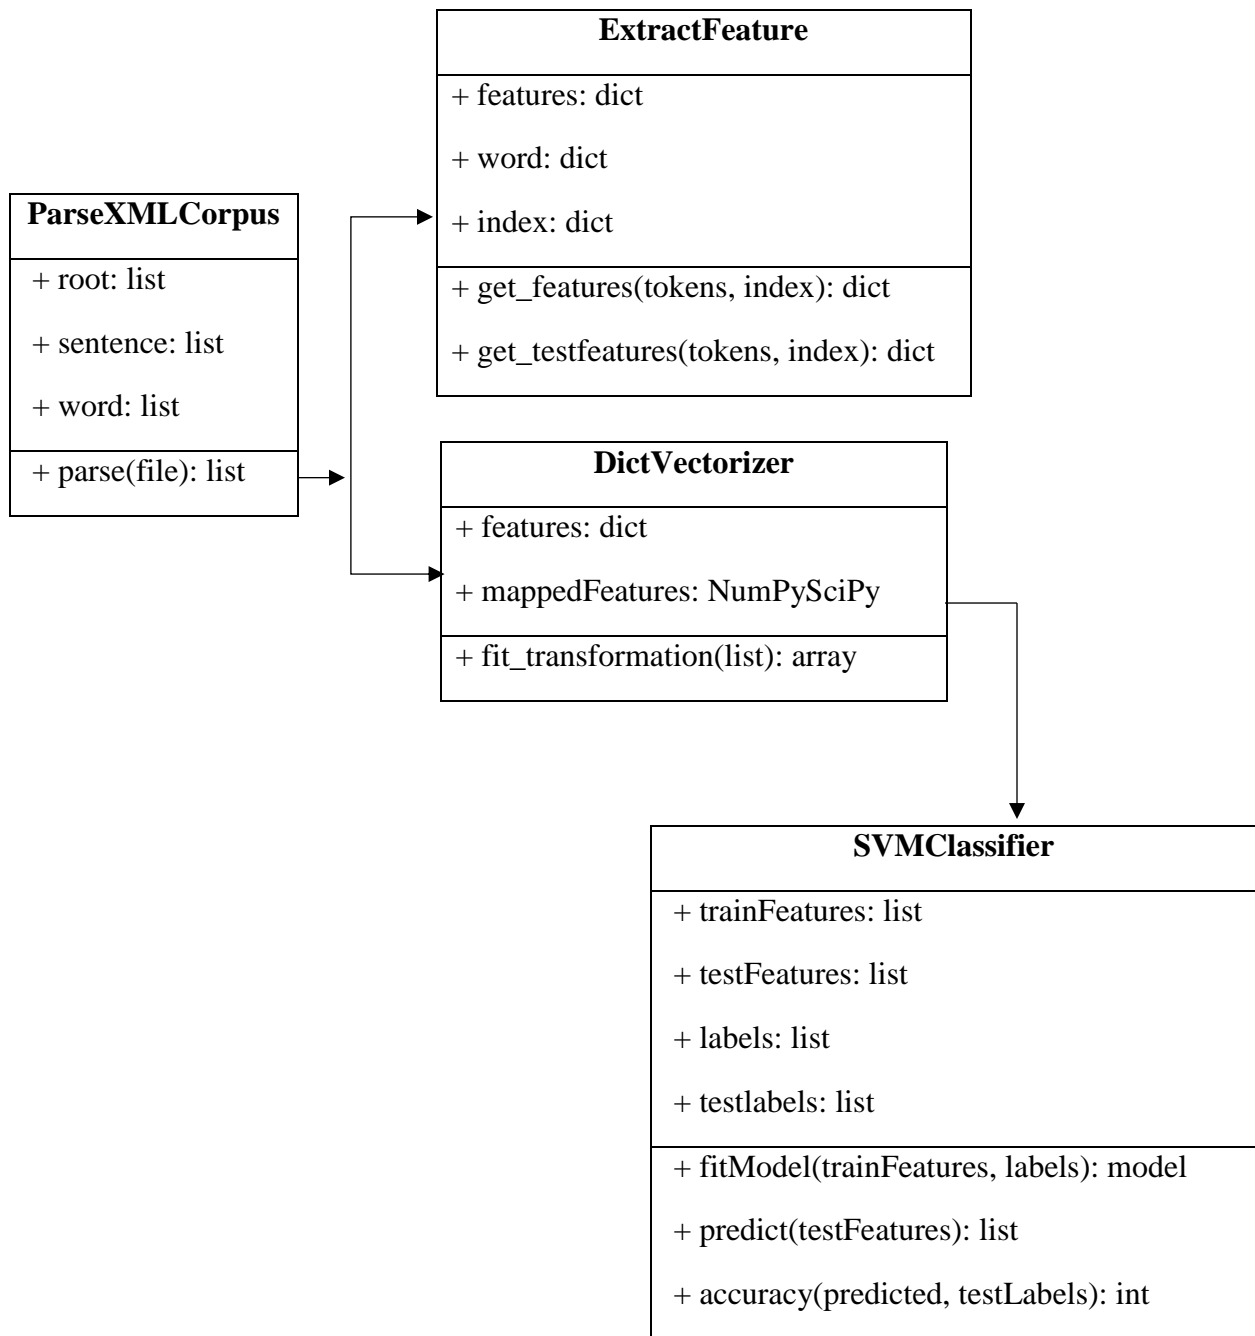 ExtractFeature
+ features: dict
+ word: dict
+ index: dict
+ get_features(tokens, index): dict
+ get_testfeatures(tokens, index): dict
ParseXMLCorpus
+ root: list
+ sentence: list
+ word: list
+ parse(file): list
DictVectorizer
+ features: dict
+ mappedFeatures: NumPySciPy
+ fit_transformation(list): array
SVMClassifier
+ trainFeatures: list
+ testFeatures: list
+ labels: list
+ testlabels: list
+ fitModel(trainFeatures, labels): model
+ predict(testFeatures): list
+ accuracy(predicted, testLabels): int